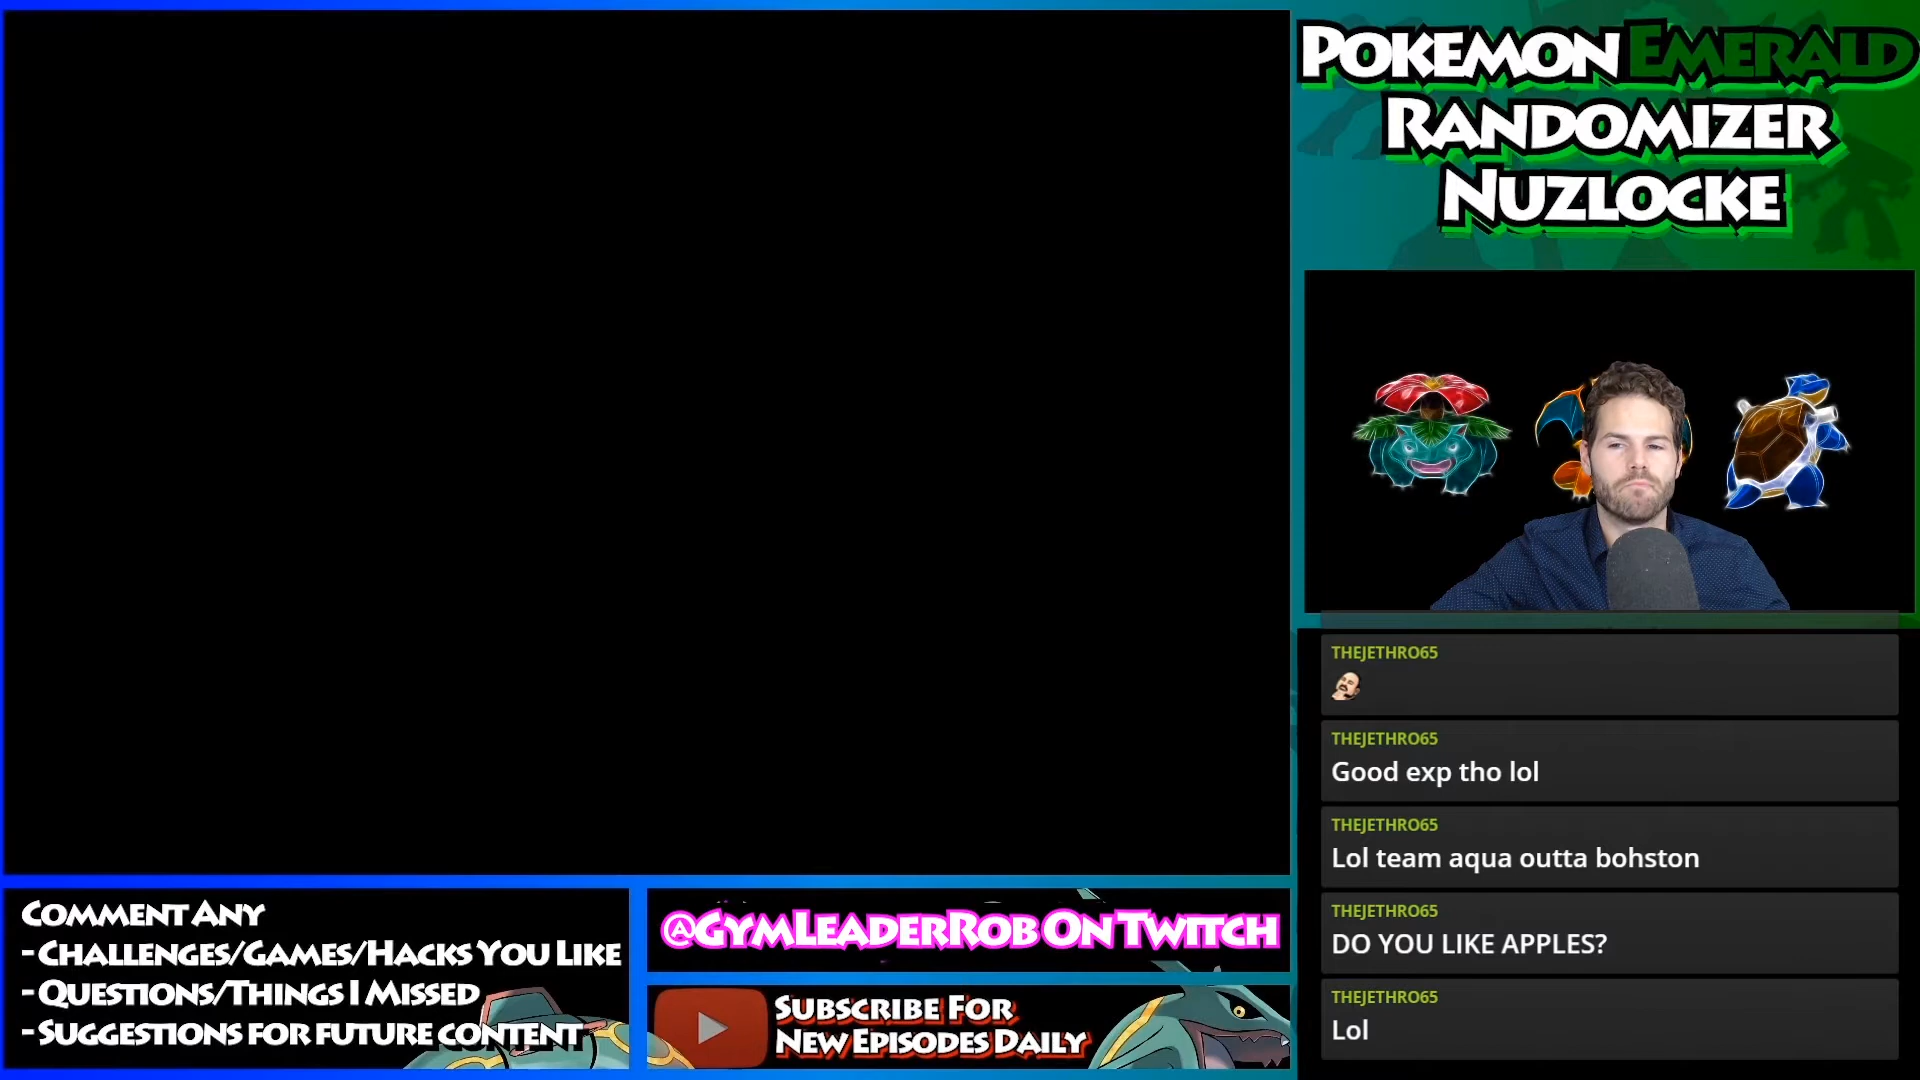 POKEMON EMERALD
RANDOMIZER
NUZLOCKE
THEJETHRO65
THEJETHRO65
Good exp tho lol
THEJETHRO65
Lol team aqua outta bohston
THEJETHRO65
DO YOU LIKE APPLES?
THEJETHRO65
Lol
COMMENT ANY
- CHALLENGES/GAMES/HACKS YOU LIKE
- QUESTIONS/THINGS I MISSED
- SUGGESTIONS FOR FUTURE CONTENT
@GYMLEADERROB ON TWITCH
SUBSCRIBE FOR
NEW EPISODES DAILY